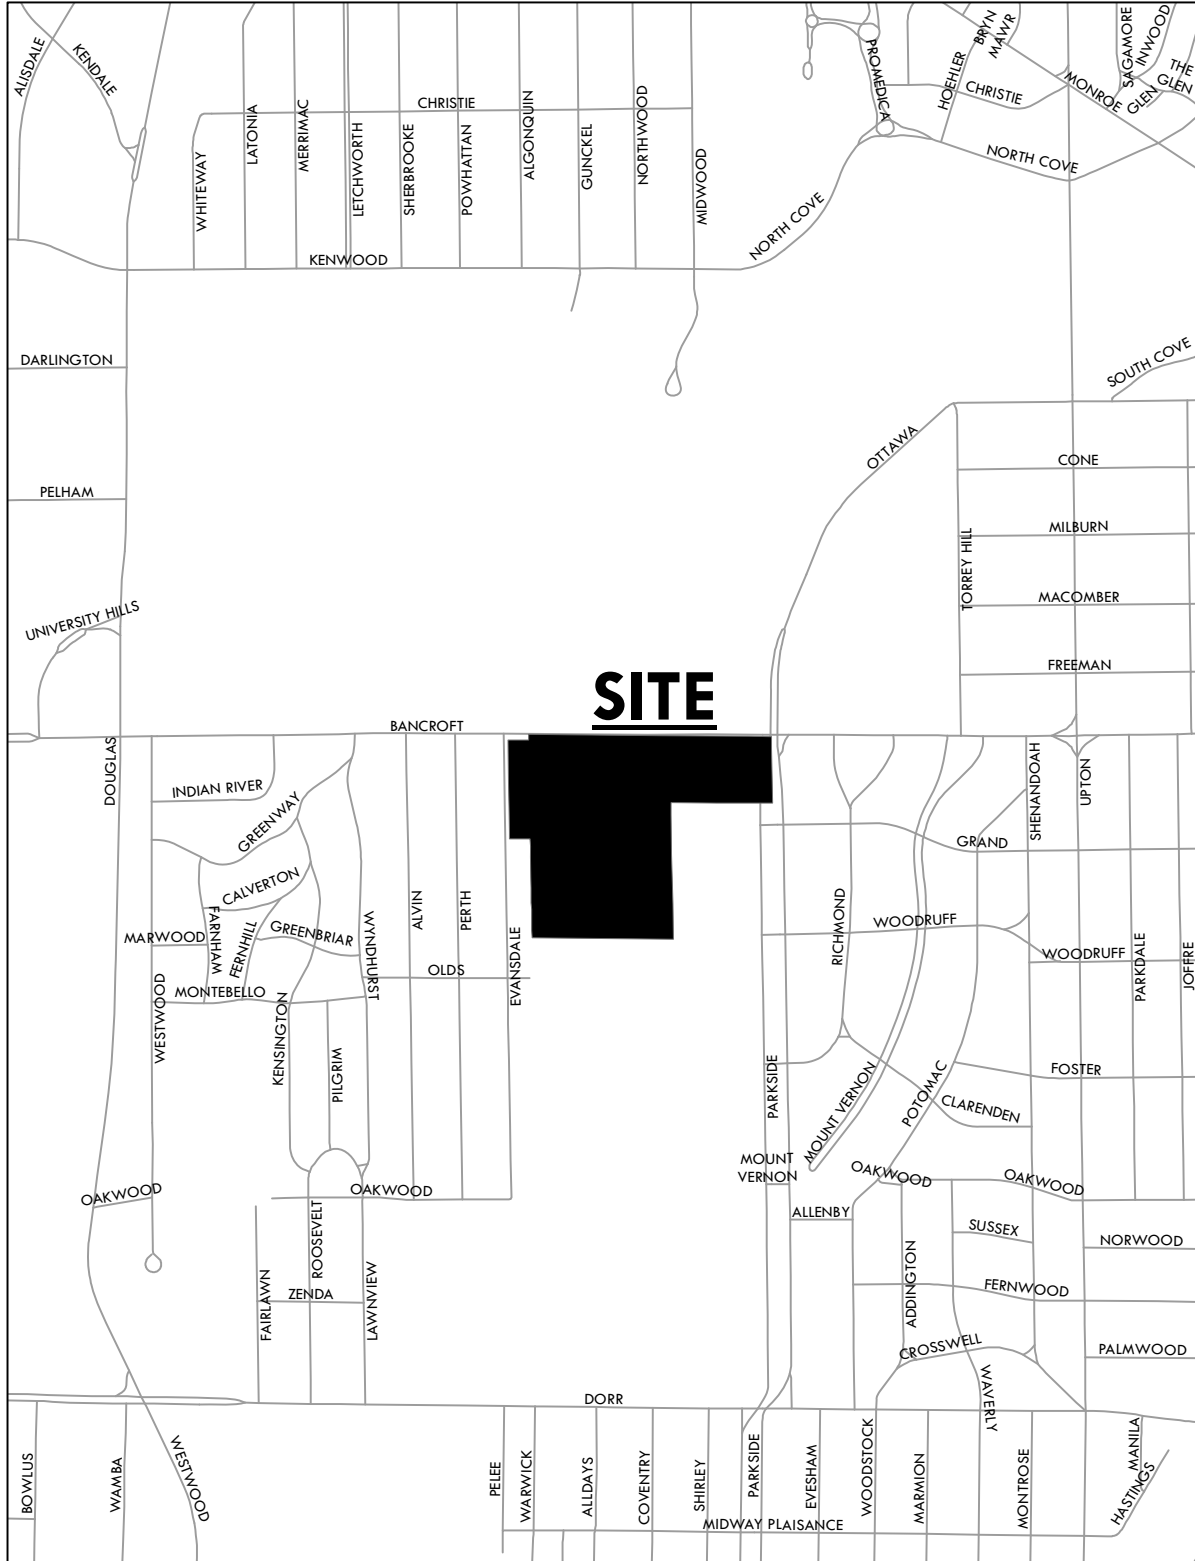 ALISDALE
KENDALE
WHITEWAY
LATONIA
MERRIMAC
LETCHWORTH
SHERBROOKE
CHRISTIE
POWHATTAN
ALGONQUIN
GUNCKEL
NORTHWOOD
MIDWOOD
KENWOOD
NORTH COVE
PROMEDICA
HOEHLER
BRYN
MAWR
CHRISTIE
MONROE
SAGAMORE
INWOOD
GLEN
THE
GLEN
NORTH COVE
DARLINGTON
SOUTH COVE
OTTAWA
CONE
PELHAM
MILBURN
TORREY HILL
MACOMBER
UNIVERSITY HILLS
FREEMAN
SITE
BANCROFT
DOUGLAS
INDIAN RIVER
GREENWAY
SHENANDOAH
UPTON
GRAND
CALVERTON
FARNHAM
FERNHILL
GREENBRIAR
MARWOOD
WYNDHURST
ALVIN
PERTH
EVANSDALE
OLDS
RICHMOND
WOODRUFF
WOODRUFF
PARKDALE
JOFFRE
WESTWOOD
MONTEBELLO
KENSINGTON
PILGRIM
PARKSIDE
MOUNT VERNON
POTOMAC
FOSTER
CLARENDEN
MOUNT
VERNON
OAKWOOD
OAKWOOD
OAKWOOD
OAKWOOD
ALLENBY
ROOSEVELT
SUSSEX
NORWOOD
FAIRLAWN
ZENDA
LAWNVIEW
ADDINGTON
FERNWOOD
CROSSWELL
PALMWOOD
WAVERLY
DORR
BOWLUS
WAMBA
WESTWOOD
PELEE
WARWICK
ALLDAYS
COVENTRY
SHIRLEY
PARKSIDE
EVESHAM
WOODSTOCK
MARMION
MONTROSE
MANILA
HASTINGS
MIDWAY PLAISANCE